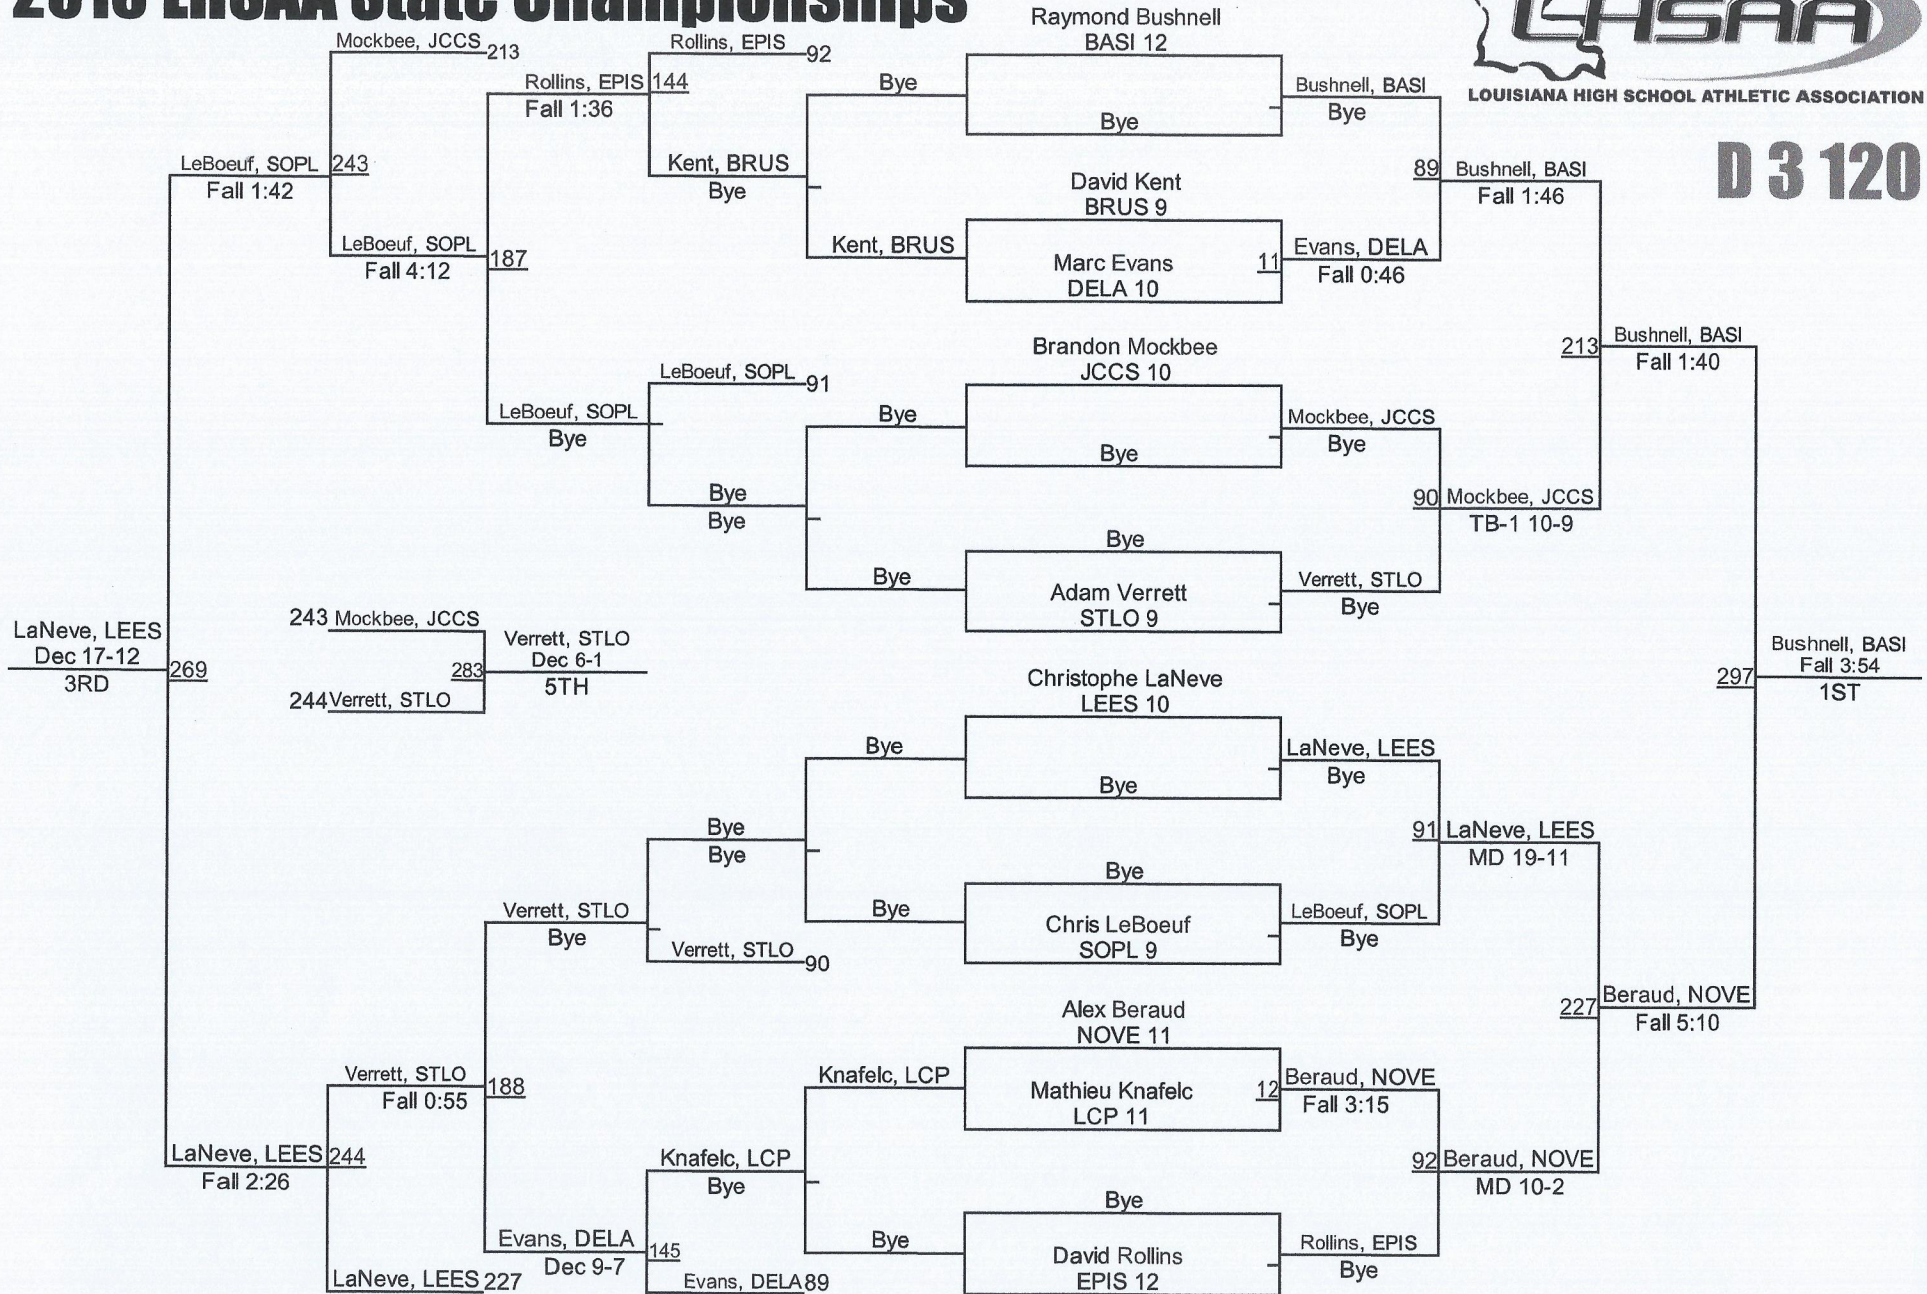 2013 LHSAA State Championships
LHSAA
LOUISIANA HIGH SCHOOL ATHLETIC ASSOCIATION
D 3 120
Raymond Bushnell
BASI 12
Bye
David Kent
BRUS 9
Marc Evans
DELA 10
Brandon Mockbee
JCCS 10
Bye
Bye
Adam Verrett
STLO 9
Christophe LaNeve
LEES 10
Bye
Bye
Chris LeBoeuf
SOPL 9
Alex Beraud
NOVE 11
Mathieu Knafelc
LCP 11
Bye
David Rollins
EPIS 12
Bushnell, BASI
Bye
11
Evans, DELA
Fall 0:46
Mockbee, JCCS
Bye
Verrett, STLO
Bye
LaNeve, LEES
Bye
LeBoeuf, SOPL
Bye
12
Beraud, NOVE
Fall 3:15
Rollins, EPIS
Bye
89 Bushnell, BASI
Fall 1:46
90 Mockbee, JCCS
TB-1 10-9
91 LaNeve, LEES
MD 19-11
92 Beraud, NOVE
MD 10-2
213 Bushnell, BASI
Fall 1:40
227 Beraud, NOVE
Fall 5:10
297
Bushnell, BASI
Fall 3:54
1ST
Bye
Kent, BRUS
Bye
Bye
Bye
Bye
Knafelc, LCP
Bye
Rollins, EPIS 92
Kent, BRUS
Bye
LeBoeuf, SOPL 91
Bye
Bye
Bye
Bye
Verrett, STLO 90
Knafelc, LCP
Bye
Evans, DELA 89
Rollins, EPIS 144
Fall 1:36
LeBoeuf, SOPL
Bye
Verrett, STLO
Bye
Evans, DELA 145
Dec 9-7
Mockbee, JCCS 213
LeBoeuf, SOPL 187
Fall 4:12
Verrett, STLO 188
Fall 0:55
LaNeve, LEES 227
LeBoeuf, SOPL 243
Fall 1:42
LaNeve, LEES 244
Fall 2:26
LaNeve, LEES
Dec 17-12
269
3RD
243 Mockbee, JCCS
244 Verrett, STLO
283
Verrett, STLO
Dec 6-1
5TH